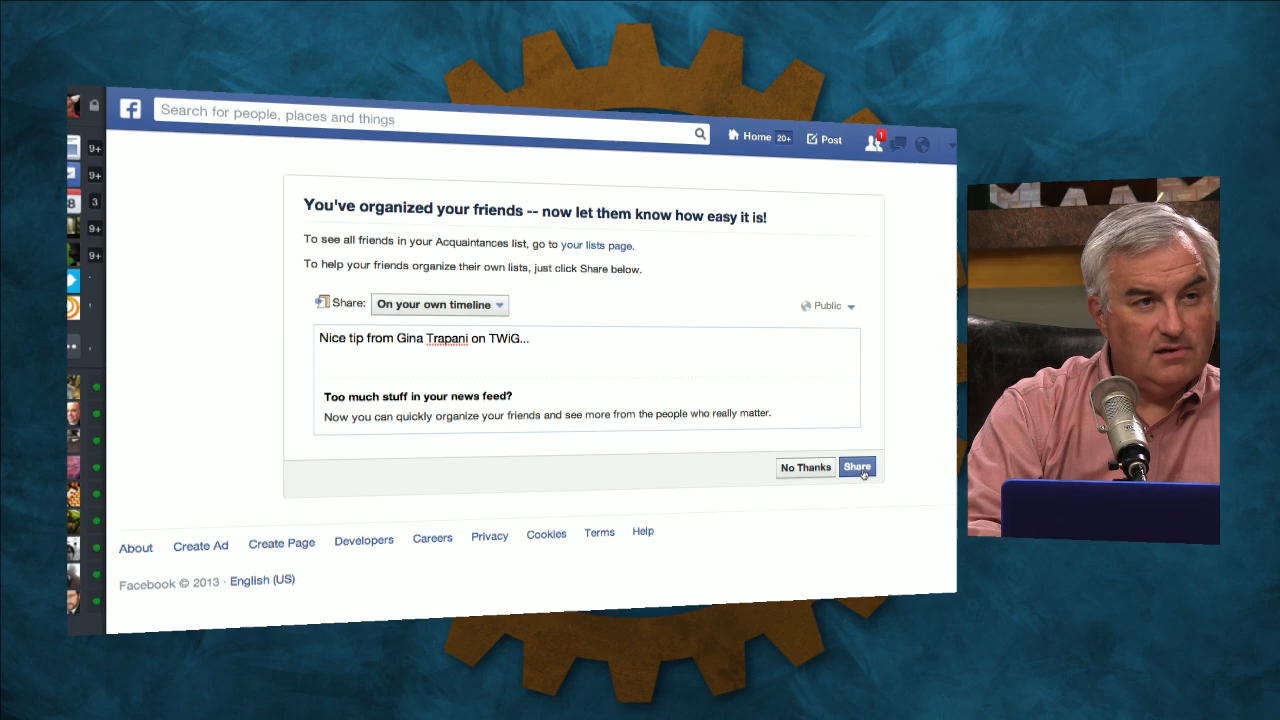 f
Search for people, places and things
Home 20+
Post
1
9+
9+
8
3
9+
9+
You've organized your friends -- now let them know how easy it is!
To see all friends in your Acquaintances list, go to your lists page.
To help your friends organize their own lists, just click Share below.
Share: On your own timeline
Public
Nice tip from Gina Trapani on TWiG...
Too much stuff in your news feed?
Now you can quickly organize your friends and see more from the people who really matter.
No Thanks
Share
About Create Ad Create Page Developers Careers Privacy Cookies Terms Help
Facebook © 2013 · English (US)